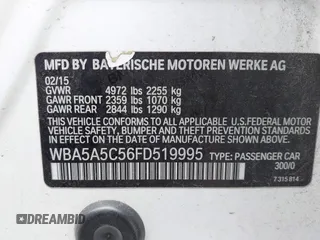 MFD BY BAYERISCHE MOTOREN WERKE AG
02/15
GVWR 4972 lbs 2255 kg
GAWR FRONT 2359 lbs 1070 kg
GAWR REAR 2844 lbs 1290 kg
THIS VEHICLE CONFORMS TO ALL APPLICABLE
U.S. FEDERAL MOTOR VEHICLE SAFETY, BUMPER, AND
THEFT PREVENTION STANDARDS IN EFFECT ON THE
DATE OF MANUFACTURE SHOWN ABOVE.
WBA5A5C56FD519995 TYPE: PASSENGER CAR
300/0
7 315 814
DREAMBID
dreambid.com